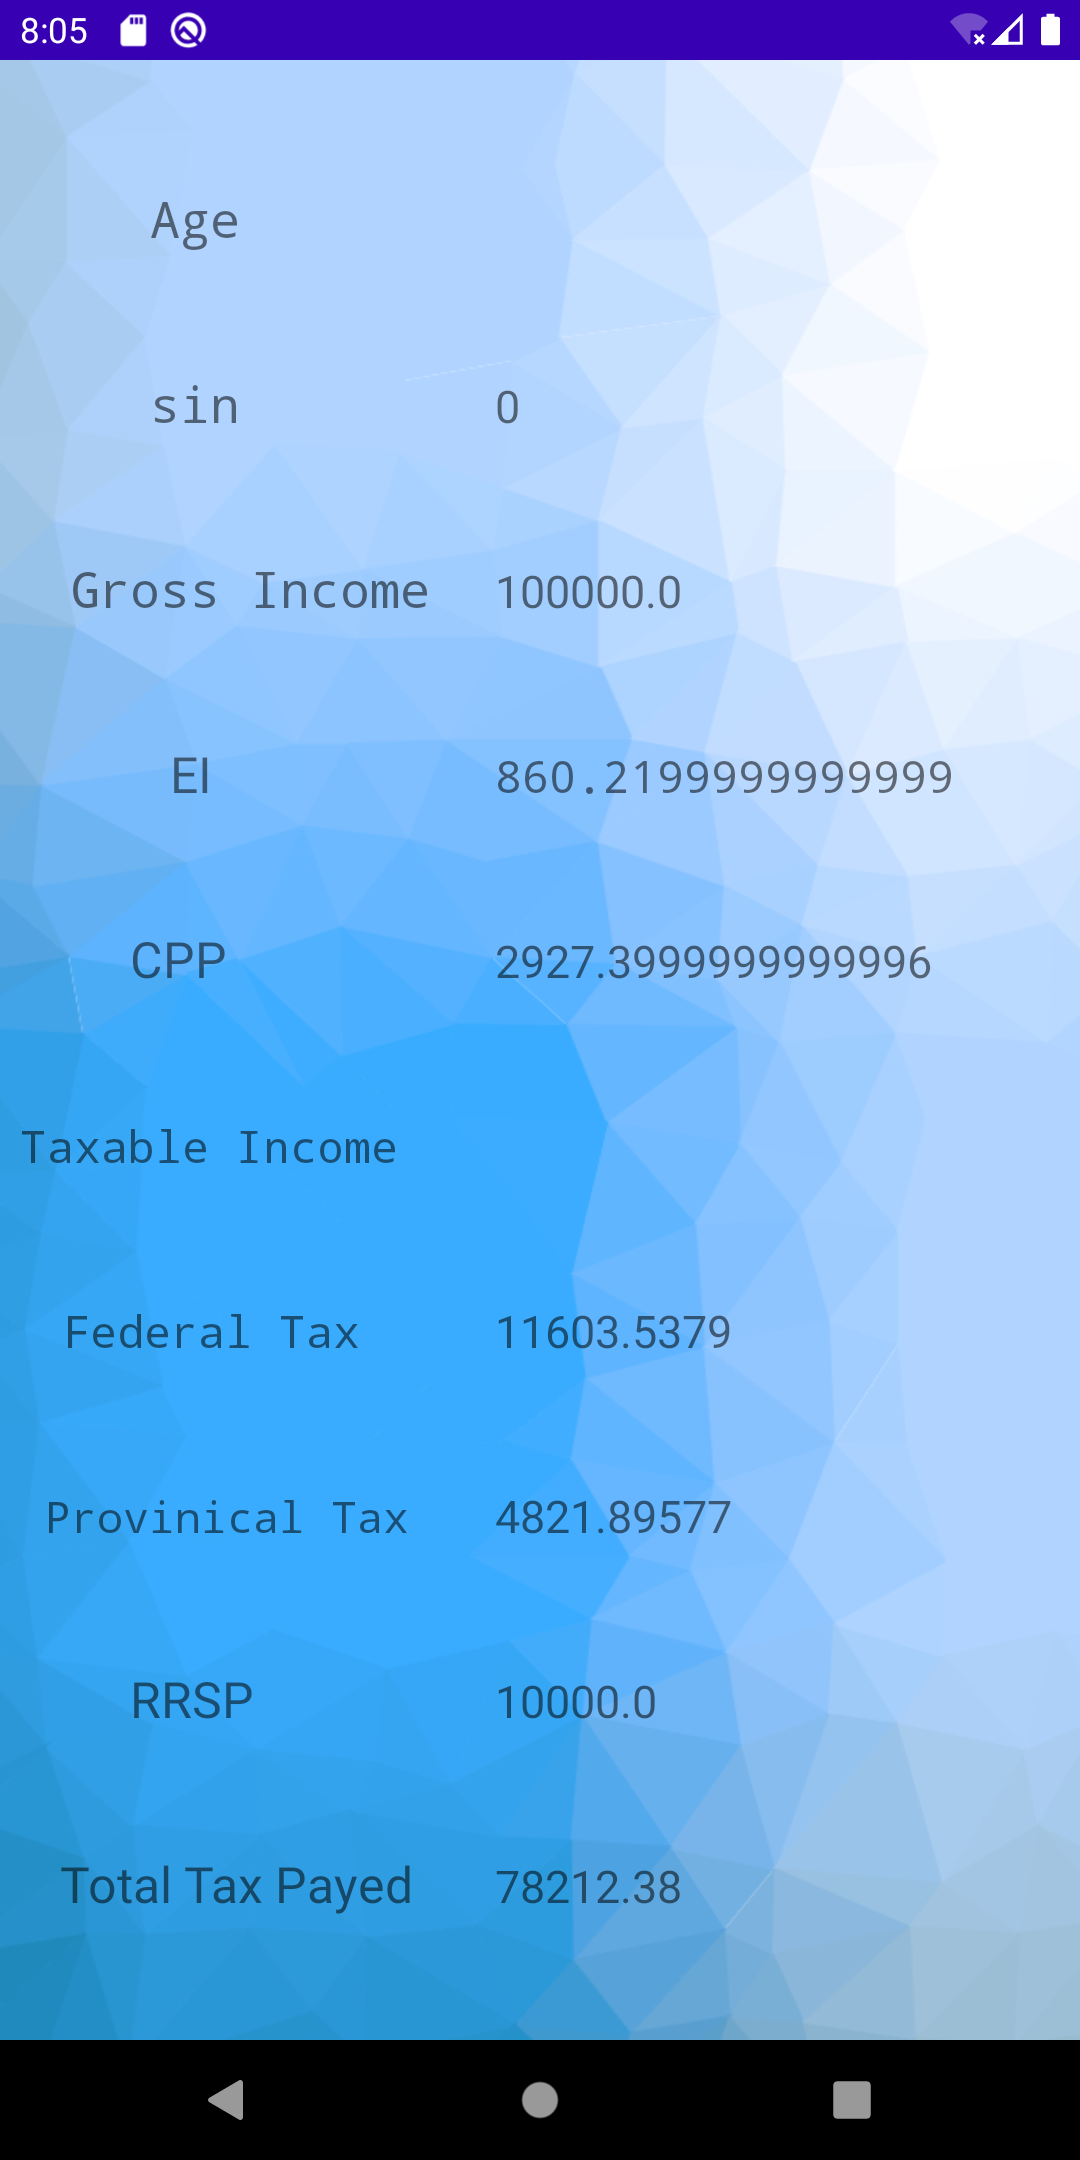 8:05
Age
sin 0
Gross Income 100000.0
EI 860.2199999999999
CPP 2927.3999999999996
Taxable Income
Federal Tax 11603.5379
Provinical Tax 4821.89577
RRSP 10000.0
Total Tax Payed 78212.38